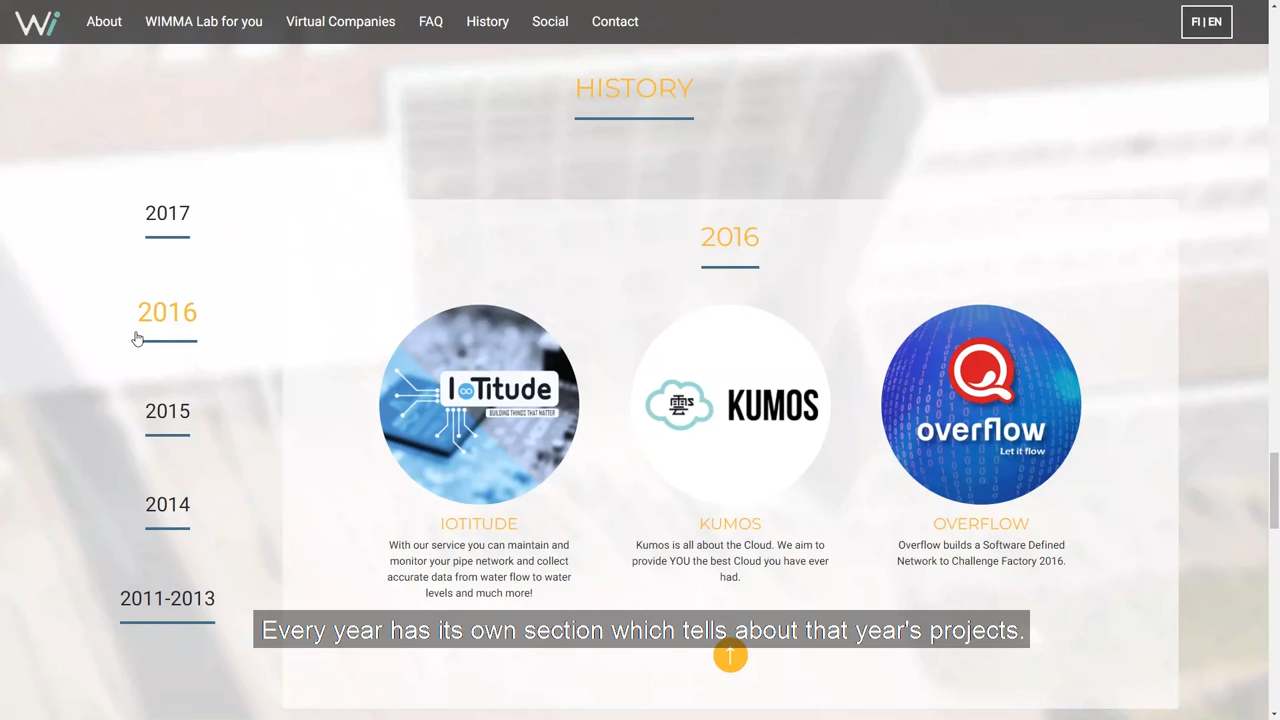 Wi
About
WIMMA Lab for you
Virtual Companies
FAQ
History
Social
Contact
FI | EN
HISTORY
2017
2016
2015
2014
2011-2013
2016
IoTitude
BUILDING THINGS THAT MATTER
IOTITUDE
With our service you can maintain and
monitor your pipe network and collect
accurate data from water flow to water
levels and much more!
KUMOS
KUMOS
Kumos is all about the Cloud. We aim to
provide YOU the best Cloud you have ever
had.
overflow
Let it flow
OVERFLOW
Overflow builds a Software Defined
Network to Challenge Factory 2016.
Every year has its own section which tells about that year's projects.